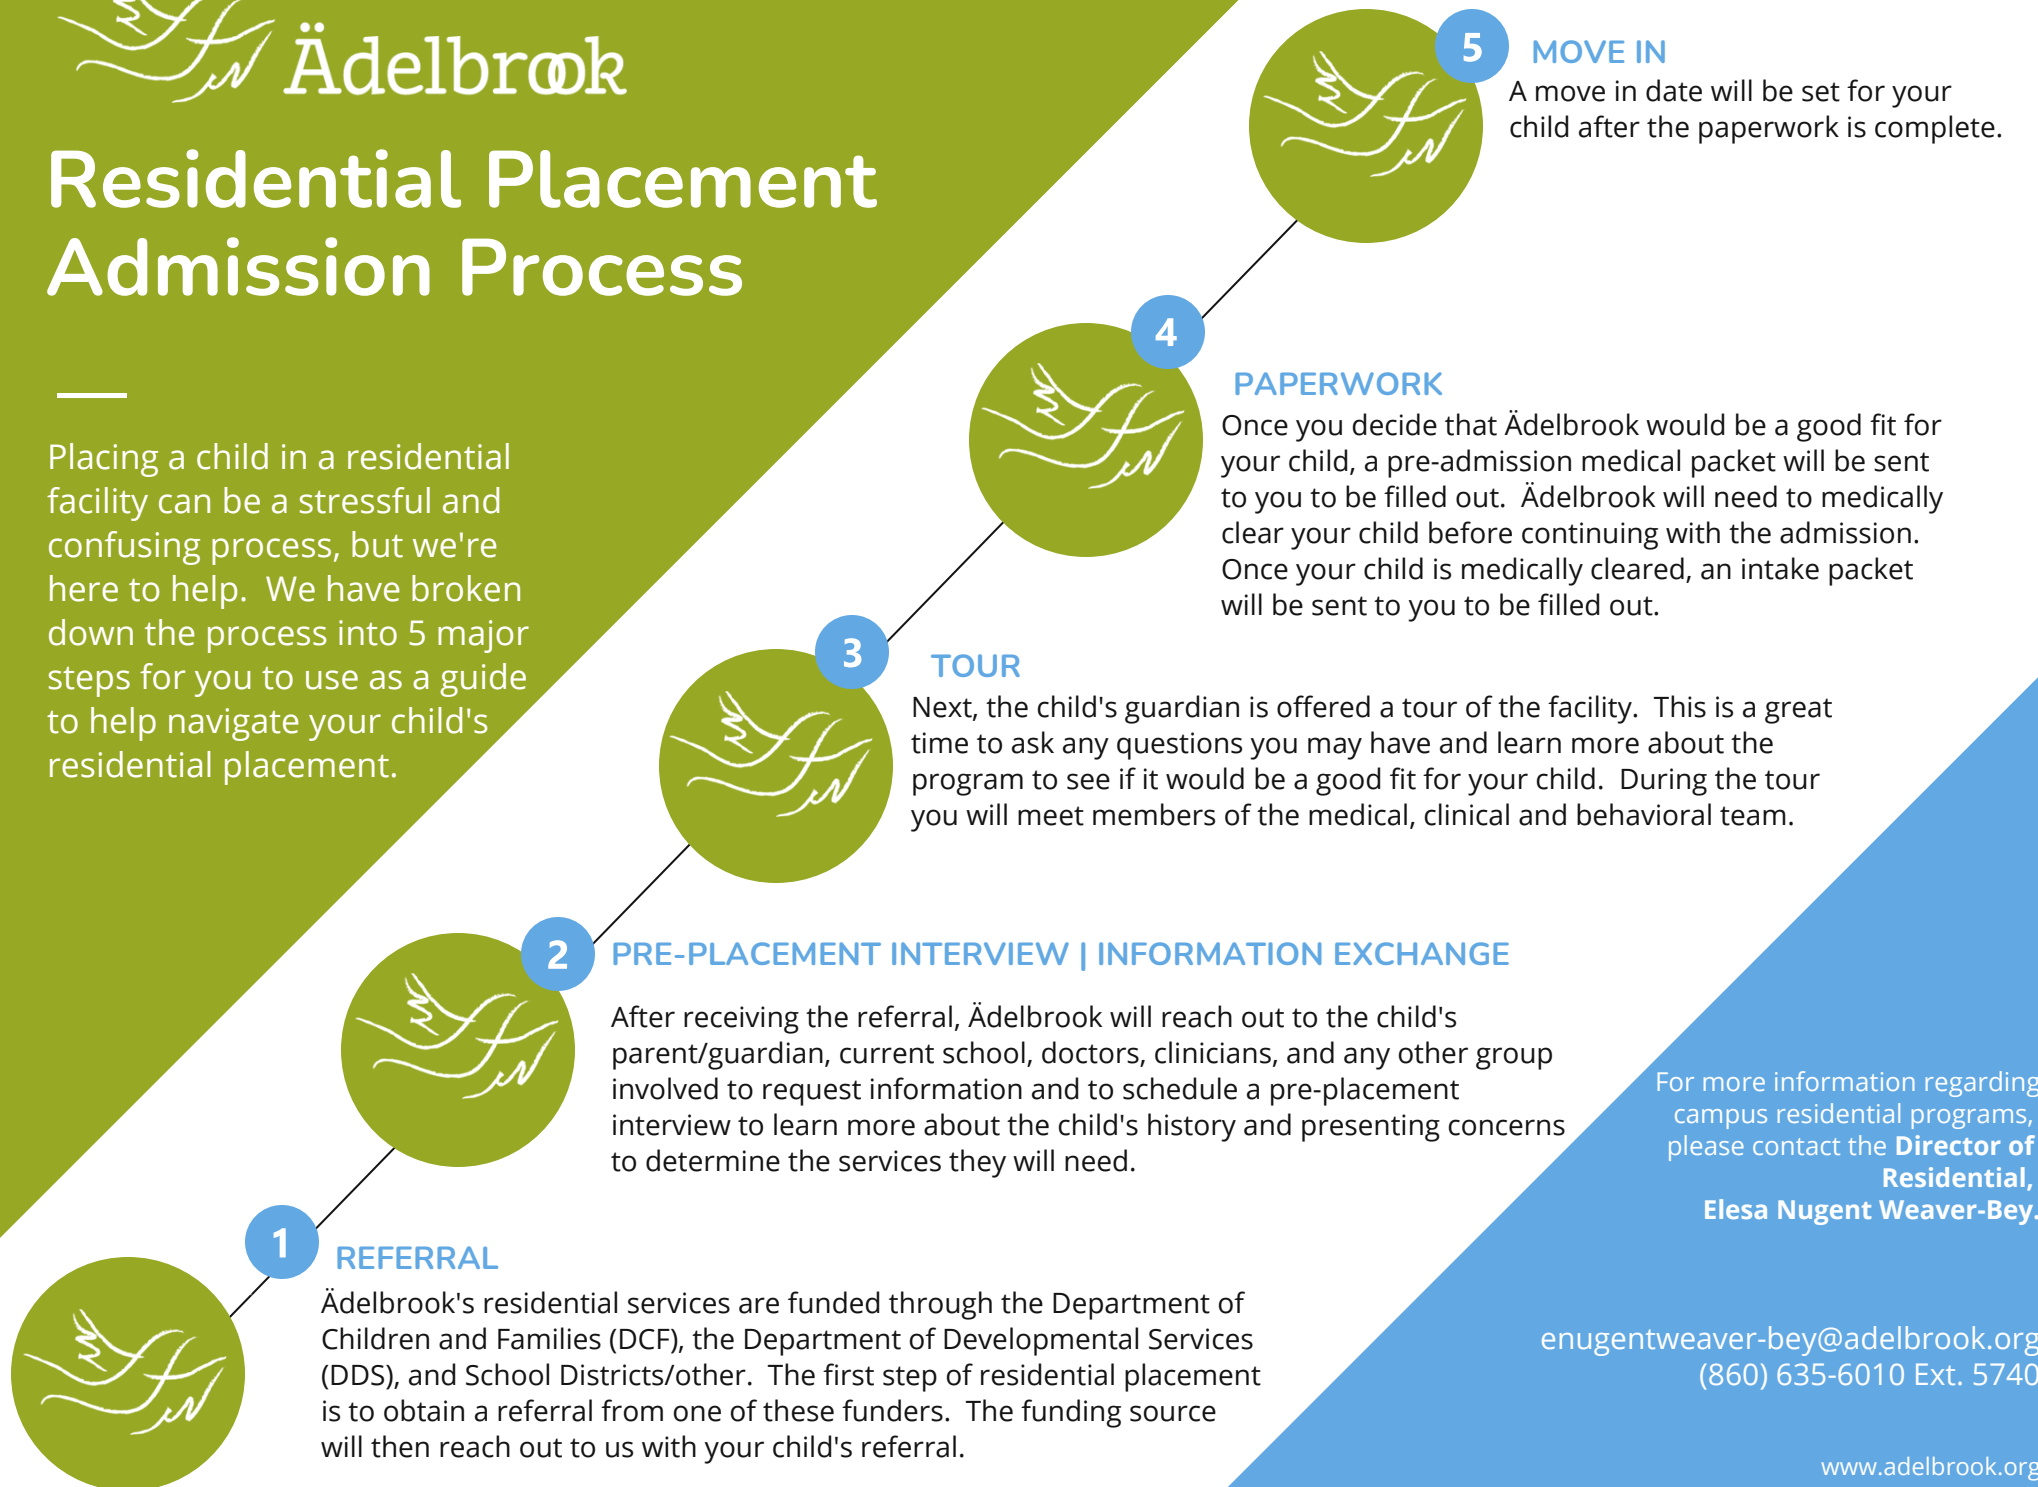 Ädelbrook
Residential Placement
Admission Process
Placing a child in a residential
facility can be a stressful and
confusing process, but we're
here to help.  We have broken
down the process into 5 major
steps for you to use as a guide
to help navigate your child's
residential placement.
5
MOVE IN
A move in date will be set for your
child after the paperwork is complete.
4
PAPERWORK
Once you decide that Ädelbrook would be a good fit for
your child, a pre-admission medical packet will be sent
to you to be filled out.  Ädelbrook will need to medically
clear your child before continuing with the admission.
Once your child is medically cleared, an intake packet
will be sent to you to be filled out.
3
TOUR
Next, the child's guardian is offered a tour of the facility.  This is a great
time to ask any questions you may have and learn more about the
program to see if it would be a good fit for your child.  During the tour
you will meet members of the medical, clinical and behavioral team.
2
PRE-PLACEMENT INTERVIEW | INFORMATION EXCHANGE
After receiving the referral, Ädelbrook will reach out to the child's
parent/guardian, current school, doctors, clinicians, and any other group
involved to request information and to schedule a pre-placement
interview to learn more about the child's history and presenting concerns
to determine the services they will need.
1
REFERRAL
Ädelbrook's residential services are funded through the Department of
Children and Families (DCF), the Department of Developmental Services
(DDS), and School Districts/other.  The first step of residential placement
is to obtain a referral from one of these funders.  The funding source
will then reach out to us with your child's referral.
For more information regarding
campus residential programs,
please contact the Director of
Residential,
Elesa Nugent Weaver-Bey.
enugentweaver-bey@adelbrook.org
(860) 635-6010 Ext. 5740
www.adelbrook.org